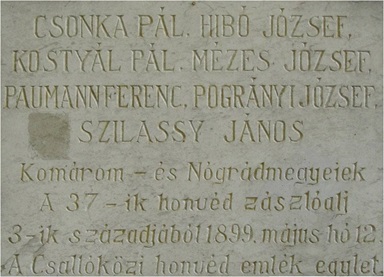 CSONKA PÁL. HIBÓ JÓZSEF,
KOSTYÁL PÁL. MÉZES JÓZSEF,
PAUMANN FERENC, POGRÁNYI JÓZSEF,
SZILASSY JÁNOS
Komárom – és Nógrádmegyeiek
A 37 – ik honvéd zászlóalj
3-ik századjából 1899. május hó 12
A Csallóközi honvéd emlék egylet